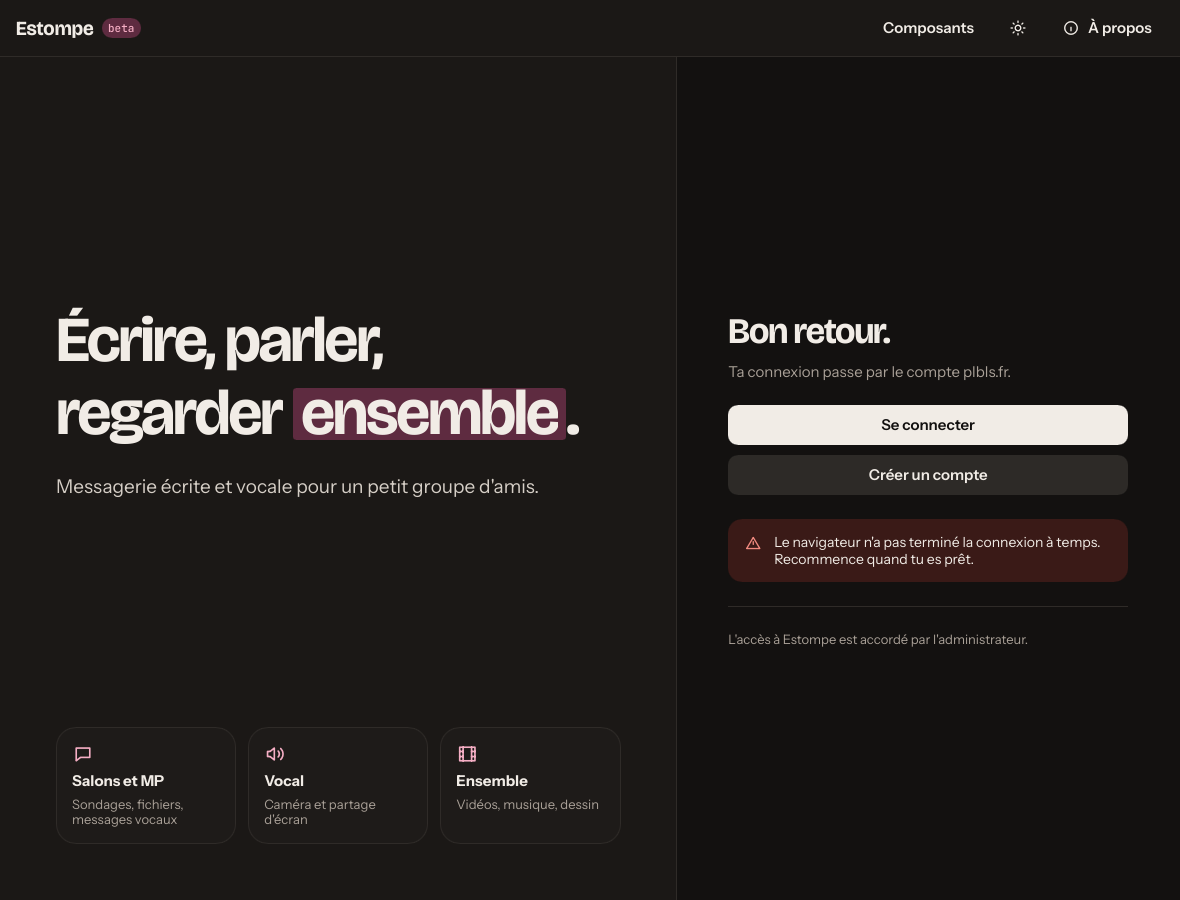 Estompe beta
Composants
À propos
Écrire, parler,
regarder ensemble.
Messagerie écrite et vocale pour un petit groupe d'amis.
Salons et MP
Sondages, fichiers,
messages vocaux
Vocal
Caméra et partage
d'écran
Ensemble
Vidéos, musique, dessin
Bon retour.
Ta connexion passe par le compte plbls.fr.
Se connecter
Créer un compte
Le navigateur n'a pas terminé la connexion à temps.
Recommence quand tu es prêt.
L'accès à Estompe est accordé par l'administrateur.